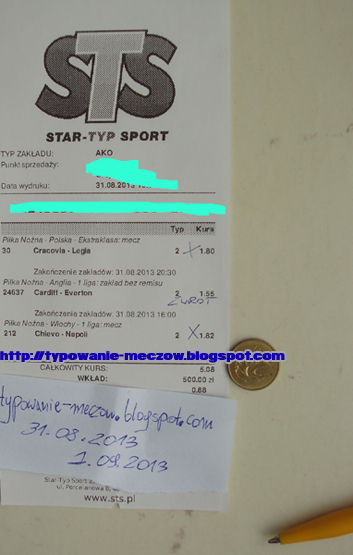 STS
STAR-TYP SPORT
TYP ZAKŁADU: AKO
Punkt sprzedaży:
Data wydruku: 31.08.2013
Typ Kurs
Piłka Nożna - Polska - Ekstraklasa: mecz
30 Cracovia - Legia 2 X 1.80
Zakończenie zakładów: 31.08.2013 20:30
Piłka Nożna - Anglia - 1 liga: zakład bez remisu
24637 Cardiff - Everton 2 1.55
ZWROT
Zakończenie zakładów: 31.08.2013 16:00
Piłka Nożna - Włochy - 1 liga: mecz
212 Chievo - Napoli 2 X 1.82
http://typowanie-meczow.blogspot.com
CAŁKOWITY KURS: 5.08
WKŁAD: 500.00 zł
0.88
typowanie-meczow.blogspot.com
31.08.2013
1.09.2013
Star-Typ
ul. Porcelanowa 8,
www.sts.pl